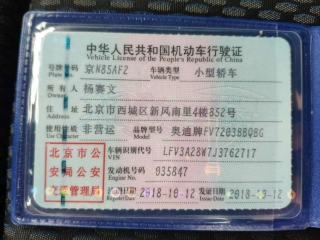 中华人民共和国机动车行驶证
Vehicle License of the People's Republic of China
号牌号码 京N85AF2 车辆类型 小型轿车
Plate No. Vehicle Type
所有人 杨赛文
住址 北京市西城区新风南里4楼852号
使用性质 非营运 品牌型号 奥迪牌FV7203BBQBG
北京市公安局公安交通管理局
车辆识别代号 LFV3A28W7J3762717
VIN
发动机号码 035847
Engine No.
注册日期 2018-10-12 发证日期 2018-10-12